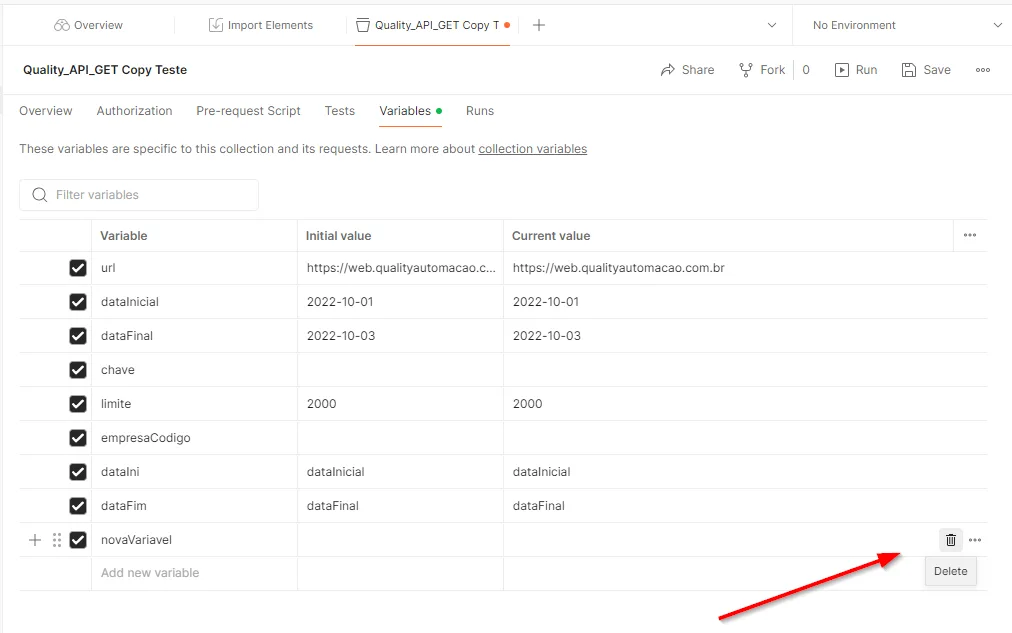 Overview Import Elements Quality_API_GET Copy T No Environment
Quality_API_GET Copy Teste Share Fork 0 Run Save
Overview Authorization Pre-request Script Tests Variables Runs
These variables are specific to this collection and its requests. Learn more about collection variables
Filter variables
Variable Initial value Current value
url https://web.qualityautomacao.c... https://web.qualityautomacao.com.br
dataInicial 2022-10-01 2022-10-01
dataFinal 2022-10-03 2022-10-03
chave
limite 2000 2000
empresaCodigo
dataIni dataInicial dataInicial
dataFim dataFinal dataFinal
novaVariavel
Add new variable Delete